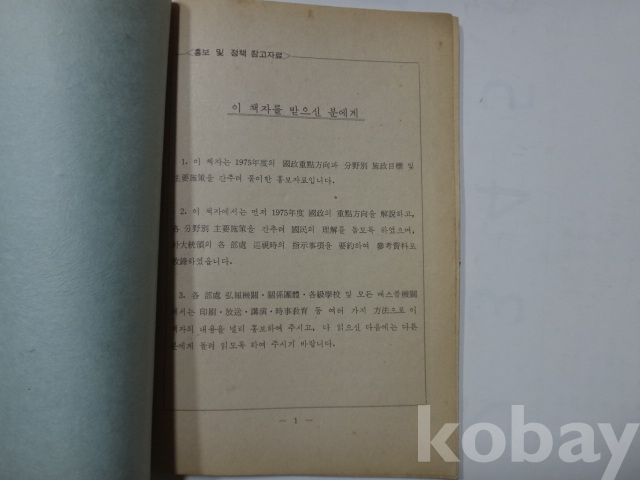 <홍보 및 정책 참고자료>
이 책자를 받으신 분에게
1. 이 책자는 1975年度의 國政重點方向과 分野別 施政目標 및
主要施策을 간추려 풀이한 홍보자료입니다.
2. 이 책자에서는 먼저 1975年度 國政의 重點方向을 解說하고,
各 分野別 主要施策을 간추려 國民의 理解를 돕도록 하였으며,
大統領의 各 部處 巡視時의 指示事項을 要約하여 參考資料로
收錄하였습니다.
3. 各 部處 弘報機關·關係團體·各級學校 및 모든 매스콤機關
에서는 印刷·放送·講演·時事敎育 等 여러 가지 方法으로 이
책자의 내용을 널리 홍보하여 주시고, 다 읽으신 다음에는 다른
분에게 돌려 읽도록 하여 주시기 바랍니다.
— 1 —
kobay